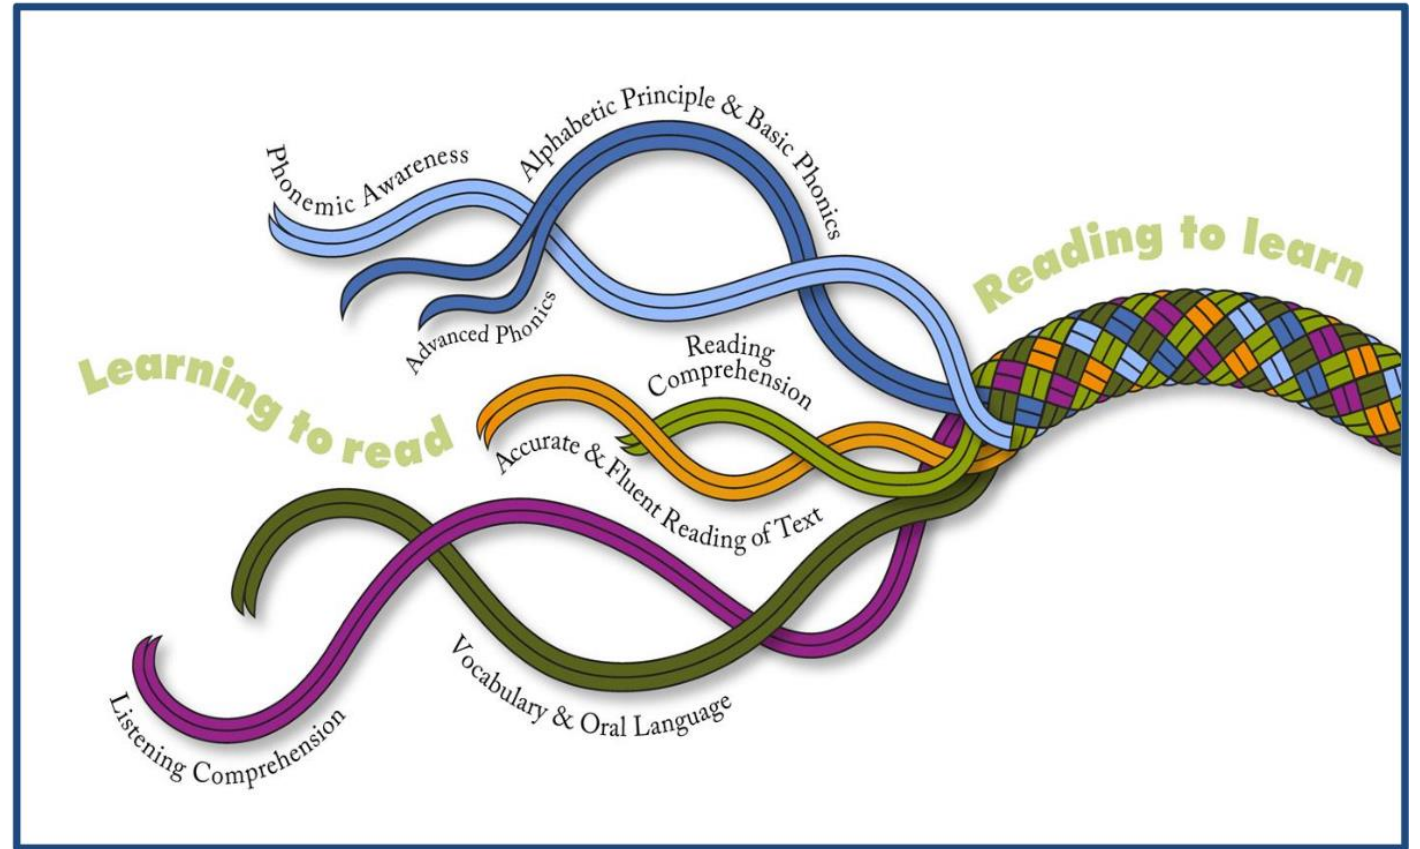 Phonemic Awareness
Alphabetic Principle & Basic Phonics
Advanced Phonics
Reading to learn
Learning to read
Reading
Comprehension
Accurate & Fluent Reading of Text
Vocabulary & Oral Language
Listening Comprehension